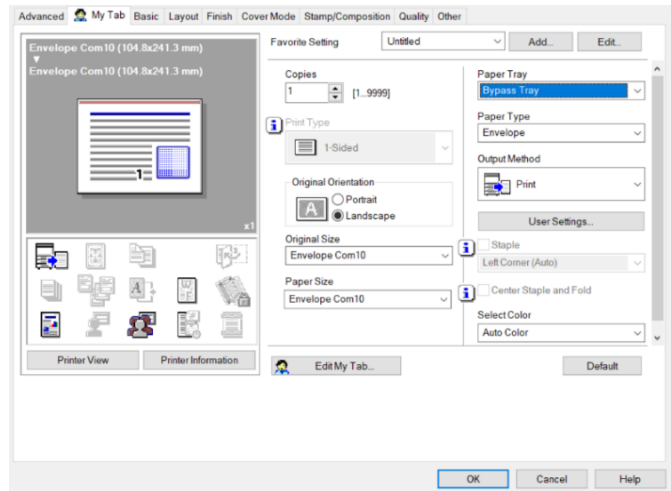 Advanced My Tab Basic Layout Finish Cover Mode Stamp/Composition Quality Other
Envelope Com10 (104.8x241.3 mm)
Envelope Com10 (104.8x241.3 mm)
1
x1
A
Printer View Printer Information
Favorite Setting Untitled Add... Edit...
Copies
1 [1...9999]
Print Type
1-Sided
Original Orientation
A Portrait
Landscape
Original Size
Envelope Com10
Paper Size
Envelope Com10
Paper Tray
Bypass Tray
Paper Type
Envelope
Output Method
Print
User Settings...
Staple
Left Corner (Auto)
Center Staple and Fold
Select Color
Auto Color
Edit My Tab... Default
OK Cancel Help